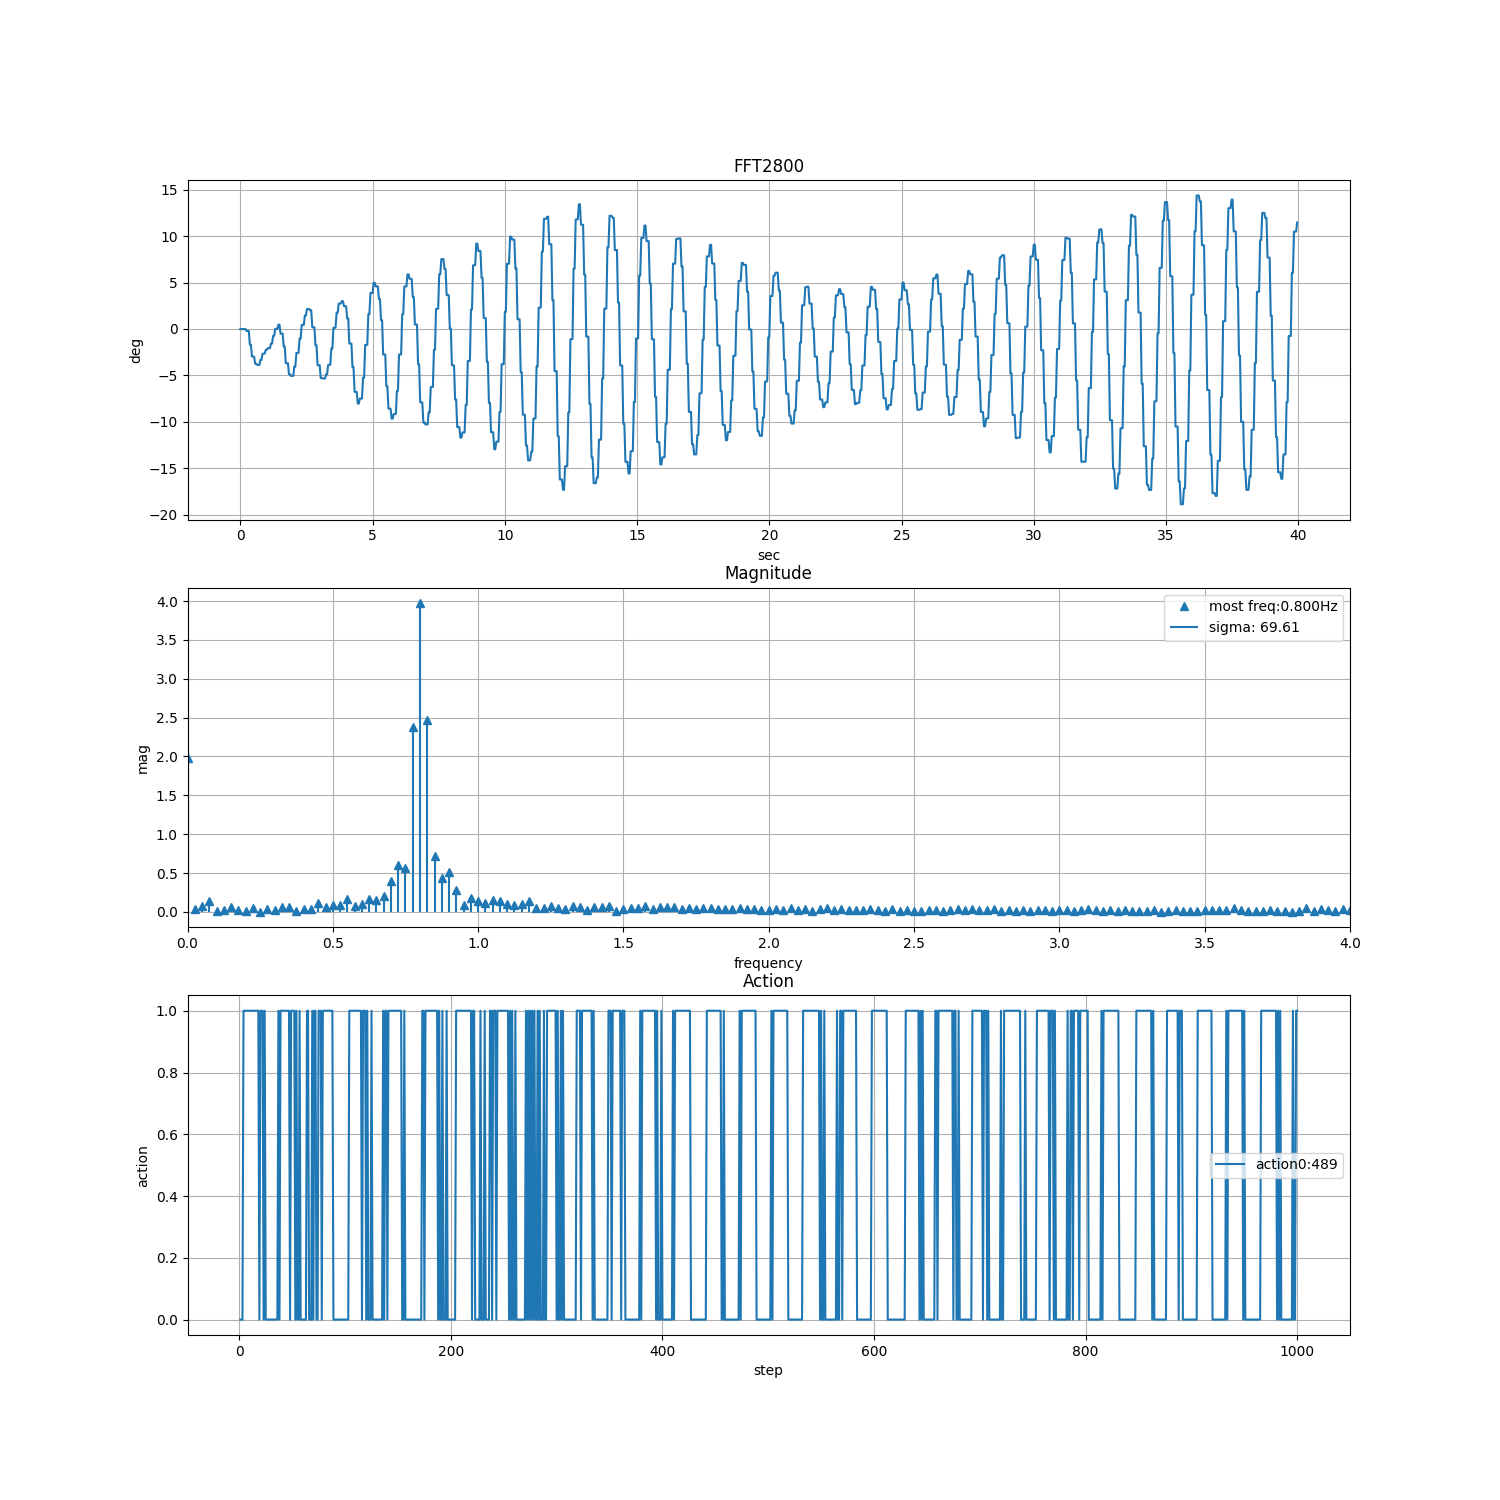 FFT2800
15
10
5
0
−5
−10
−15
−20
deg
0 5 10 15 20 25 30 35 40
sec
Magnitude
4.0
3.5
3.0
2.5
2.0
1.5
1.0
0.5
0.0
mag
most freq:0.800Hz
sigma: 69.61
0.0 0.5 1.0 1.5 2.0 2.5 3.0 3.5 4.0
frequency
Action
1.0
0.8
0.6
0.4
0.2
0.0
action
action0:489
0 200 400 600 800 1000
step